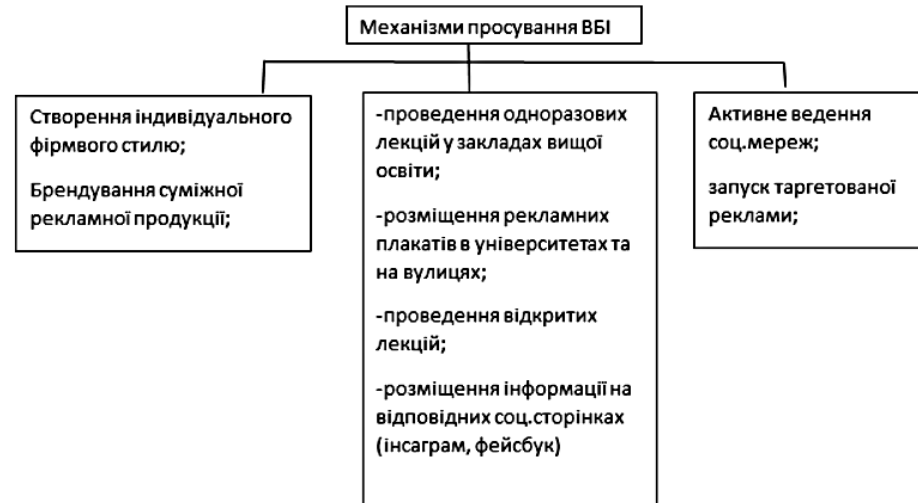 Механізми просування ВБІ
Створення індивідуального
фірмвого стилю;
Брендування суміжної
рекламної продукції;
-проведення одноразових
лекцій у закладах вищої
освіти;
-розміщення рекламних
плакатів в університетах та
на вулицях;
-проведення відкритих
лекцій;
-розміщення інформації на
відповідних соц.сторінках
(інсаграм, фейсбук)
Активне ведення
соц.мереж;
запуск таргетованої
реклами;